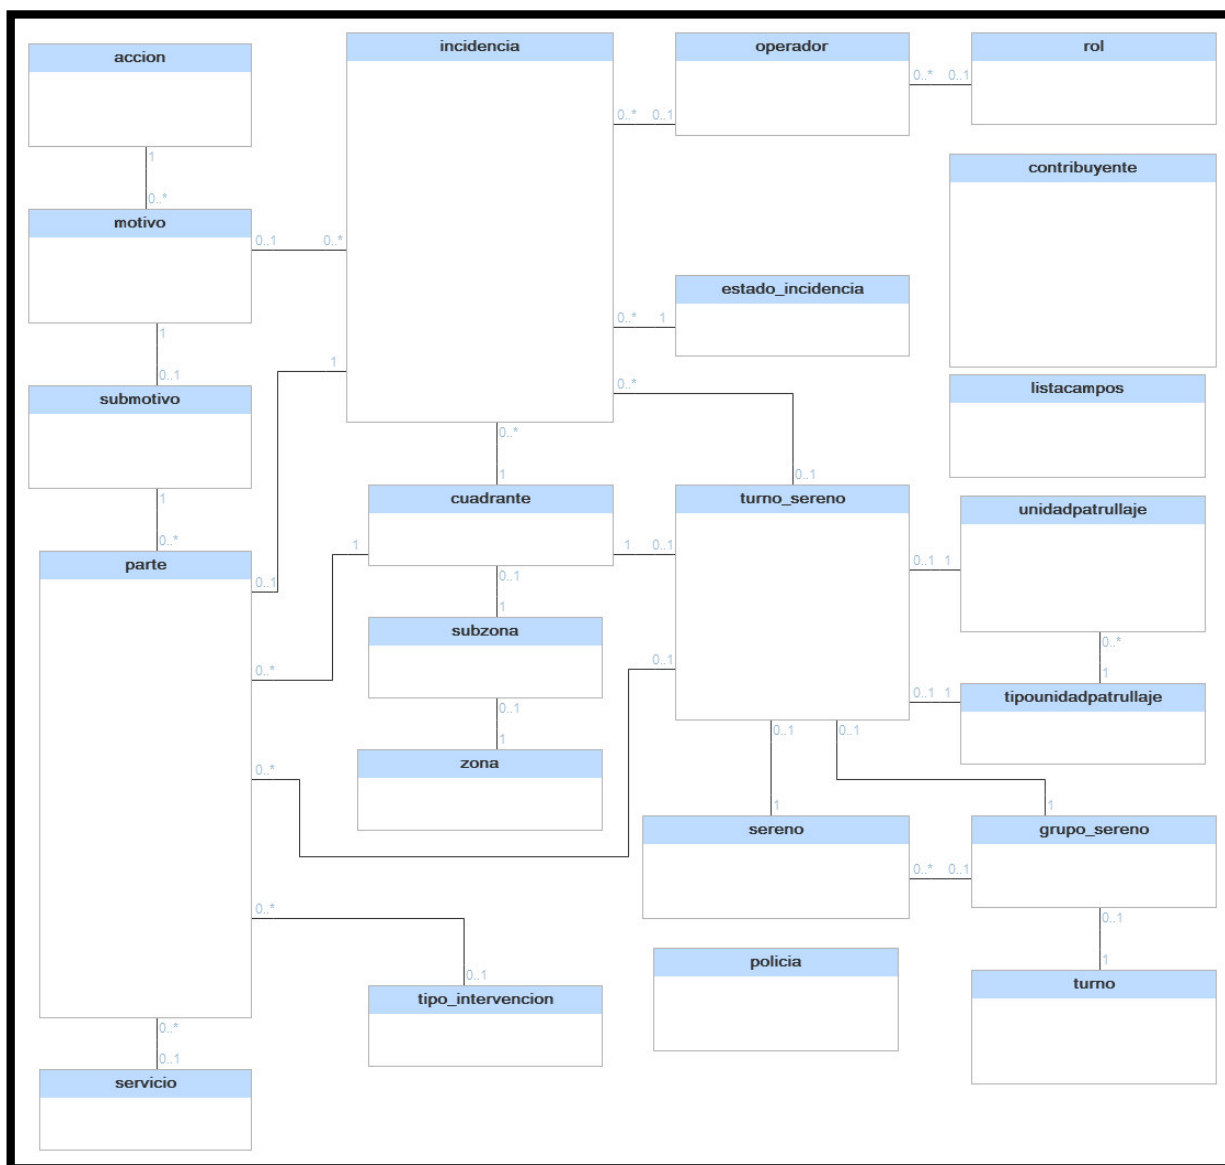 accion
incidencia
operador
rol
0..* 0..1
0..* 0..1
contribuyente
1
0..*
motivo
0..1 0..*
estado_incidencia
0..* 1
1
0..1
1
0..*
submotivo
listacampos
0..*
1
0..1
1
0..*
cuadrante
turno_sereno
unidadpatrullaje
1
1 0..1
0..1 1
parte
0..1
0..1
1
subzona
0..*
1
0..*
0..1
tipounidadpatrullaje
0..1 1
0..1
1
zona
0..1
0..1
0..*
1
1
sereno
grupo_sereno
0..* 0..1
0..*
0..1
1
policia
0..1
tipo_intervencion
turno
0..*
0..1
servicio